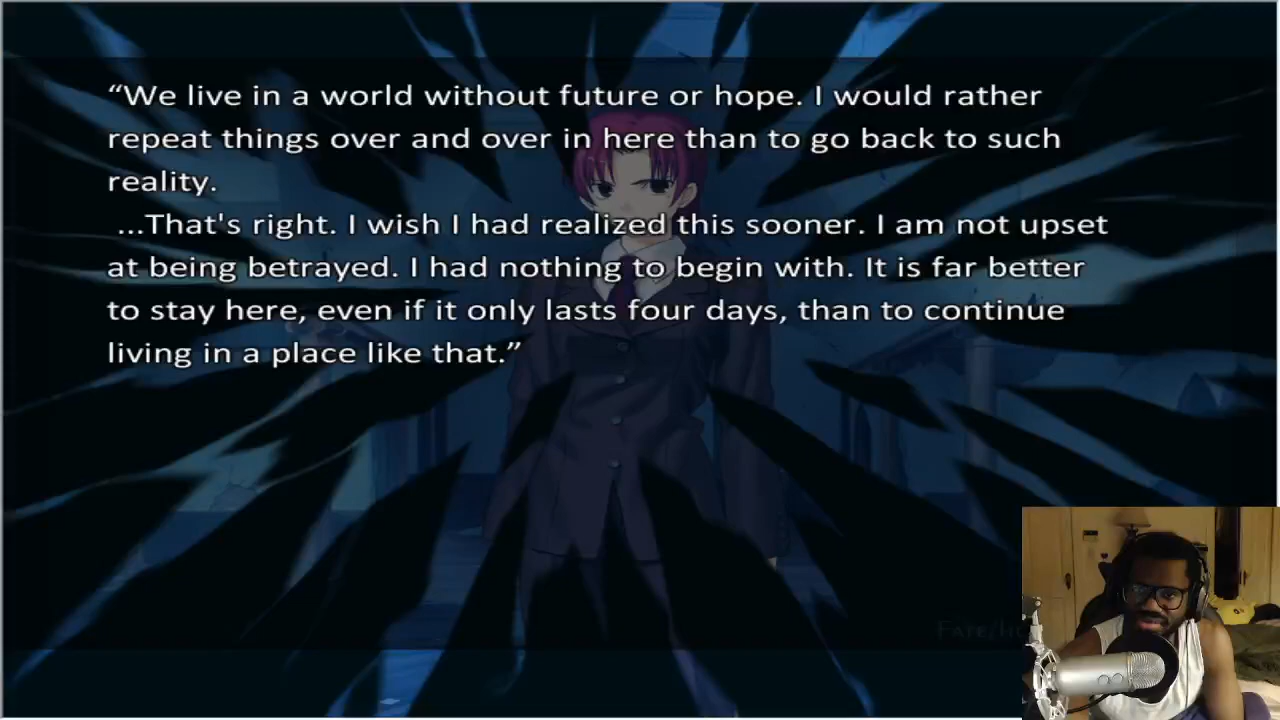 “We live in a world without future or hope. I would rather
repeat things over and over in here than to go back to such
reality.
...That's right. I wish I had realized this sooner. I am not upset
at being betrayed. I had nothing to begin with. It is far better
to stay here, even if it only lasts four days, than to continue
living in a place like that.”
Fate/